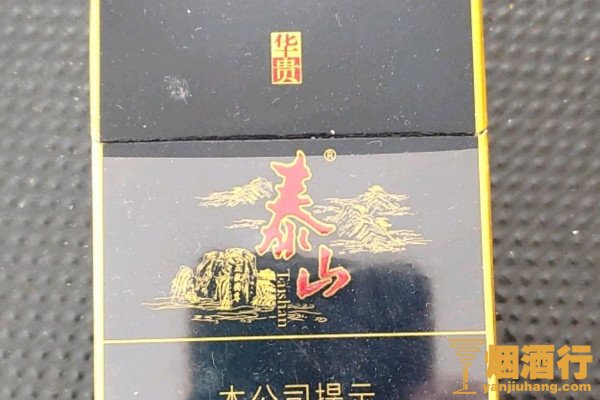 华贵
泰山®
Taishan
本公司提示
烟酒行
yanjiuhang.com